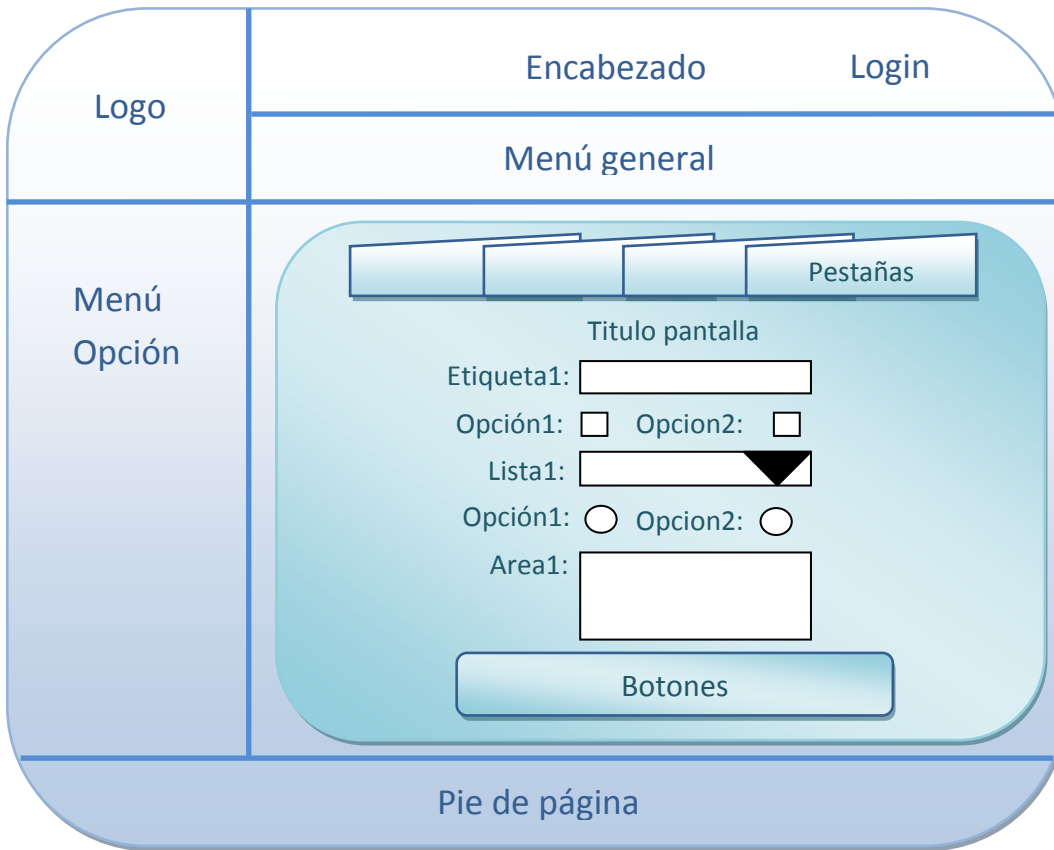 Encabezado
Login
Logo
Menú general
Menú
Opción
Pestañas
Titulo pantalla
Etiqueta1:
Opción1:
Opcion2:
Lista1:
Opción1:
Opcion2:
Area1:
Botones
Pie de página